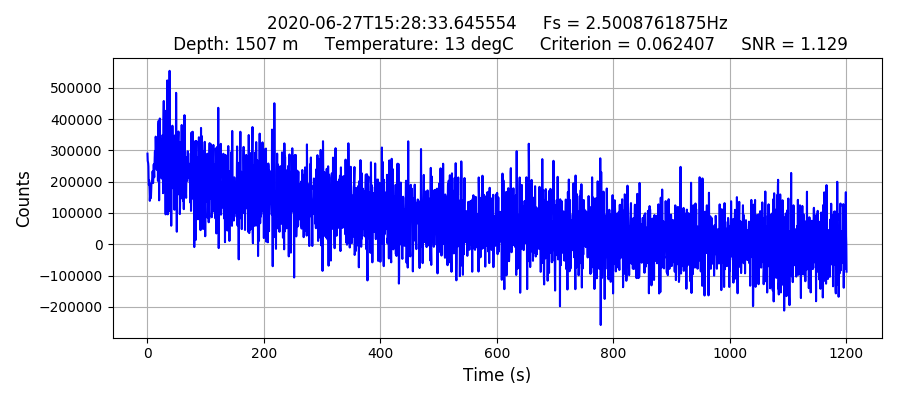 2020-06-27T15:28:33.645554     Fs = 2.5008761875Hz
Depth: 1507 m     Temperature: 13 degC     Criterion = 0.062407     SNR = 1.129
500000
400000
300000
200000
100000
0
−100000
−200000
Counts
0 200 400 600 800 1000 1200
Time (s)